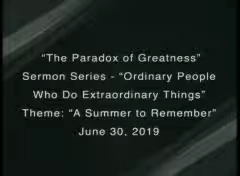 “The Paradox of Greatness”
Sermon Series - “Ordinary People
Who Do Extraordinary Things”
Theme: “A Summer to Remember”
June 30, 2019